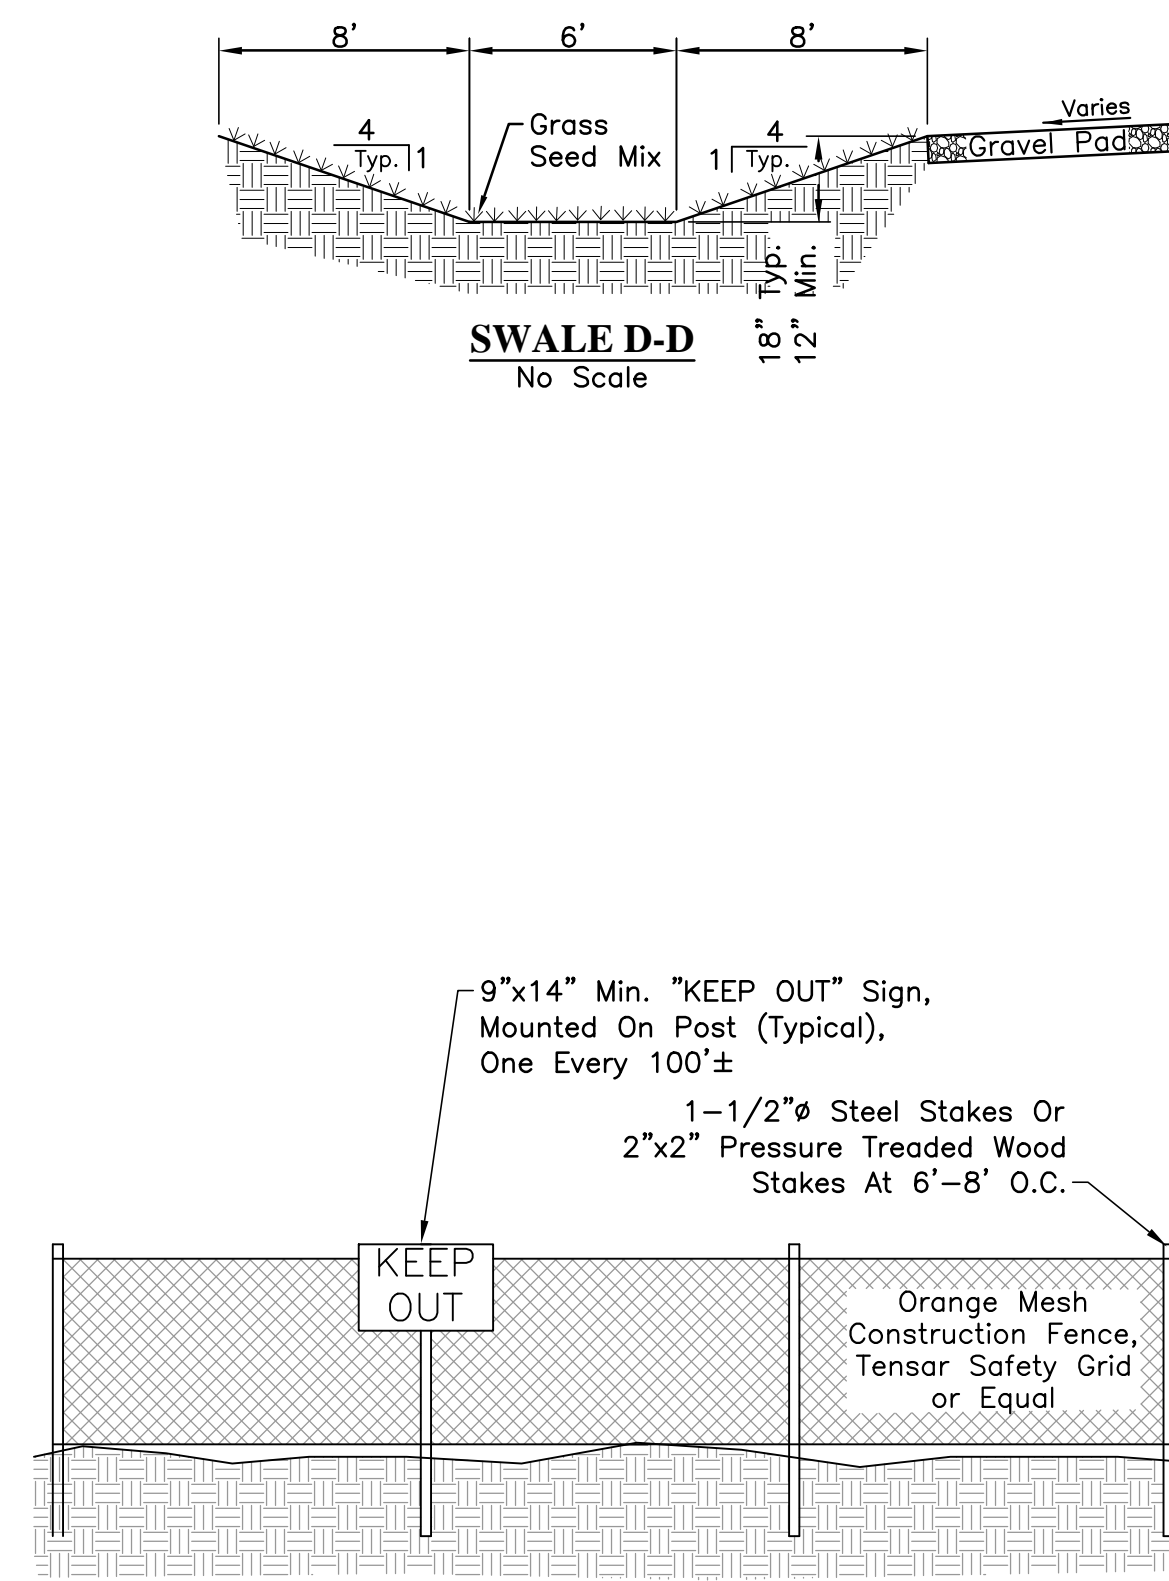 8'
6'
8'
Varies
Grass
Seed Mix
4
Typ.
1
4
1
Typ.
Gravel Pad
18" Typ.
12" Min.
SWALE D-D
No Scale
9"x14" Min. "KEEP OUT" Sign,
Mounted On Post (Typical),
One Every 100'±
1-1/2"ø Steel Stakes Or
2"x2" Pressure Treaded Wood
Stakes At 6'-8' O.C.
KEEP
OUT
Orange Mesh
Construction Fence,
Tensar Safety Grid
or Equal